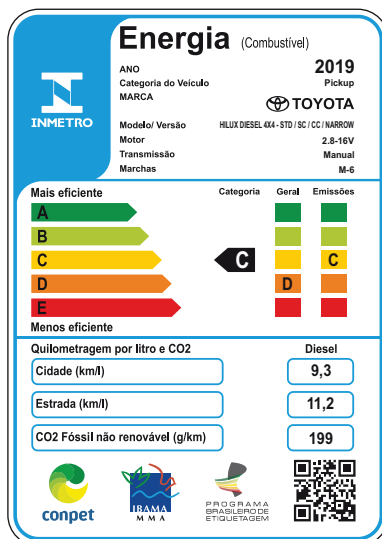 Energia (Combustível)
ANO 2019
Categoria do Veículo Pickup
MARCA TOYOTA
INMETRO
Modelo/ Versão HILUX DIESEL 4X4 - STD / SC / CC / NARROW
Motor 2.8-16V
Transmissão Manual
Marchas M-6
Mais eficiente Categoria Geral Emissões
A
B
C C C
D D
E
Menos eficiente
Quilometragem por litro e CO2 Diesel
Cidade (km/l) 9,3
Estrada (km/l) 11,2
CO2 Fóssil não renovável (g/km) 199
conpet
IBAMA
M M A
PROGRAMA
BRASILEIRO DE
ETIQUETAGEM